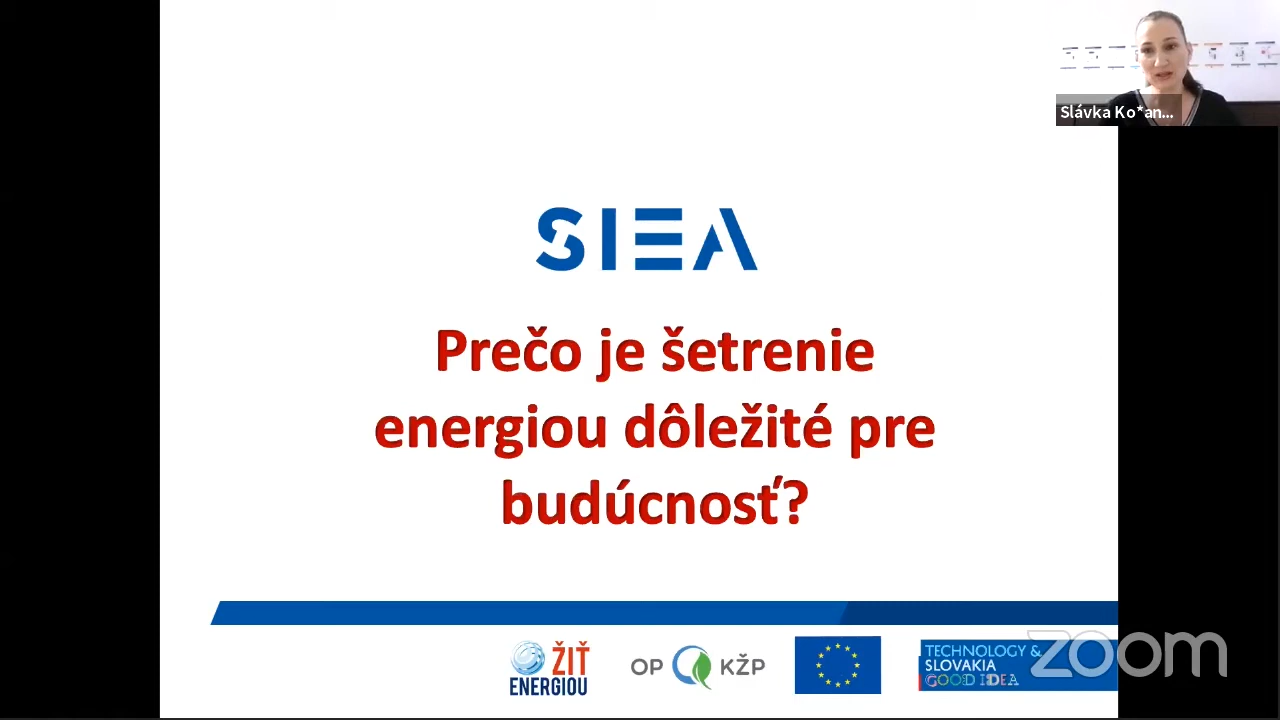 Slávka Ko*an...
SIEA
Prečo je šetrenie
energiou dôležité pre
budúcnosť?
ŽIŤ
ENERGIOU
OP KŽP
TECHNOLOGY &
SLOVAKIA
GOOD IDEA
zoom